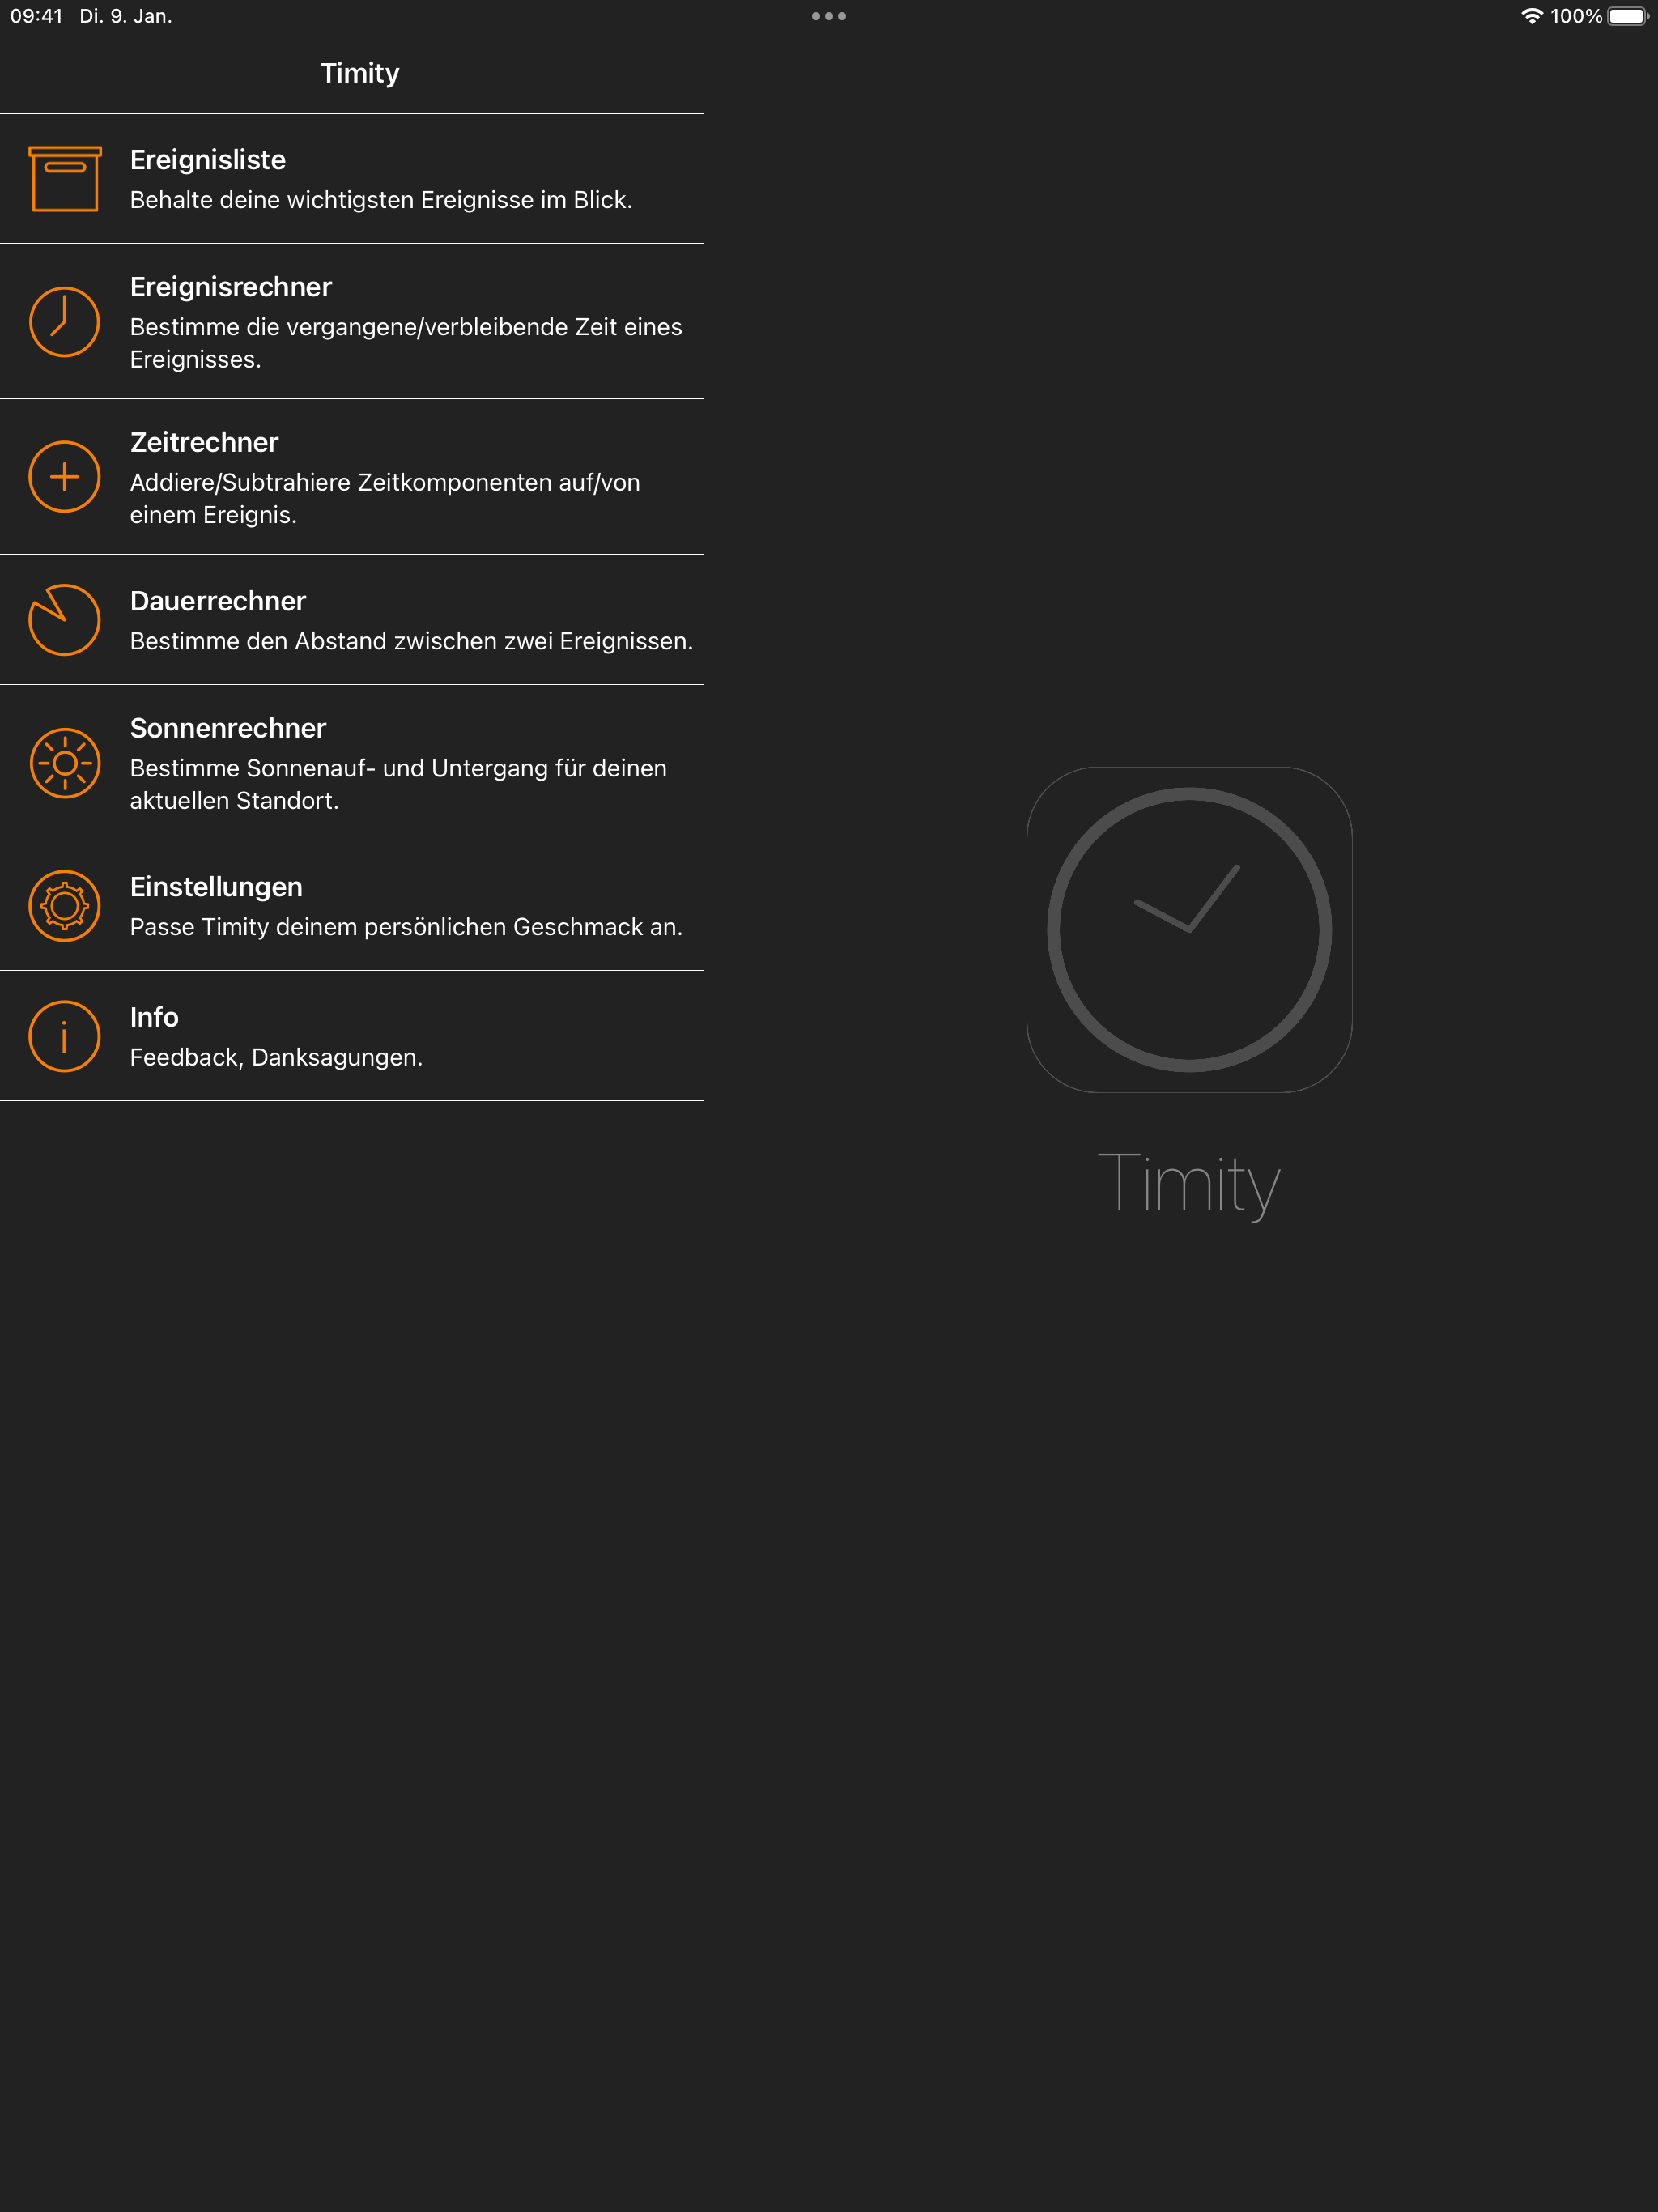 09:41 Di. 9. Jan.
100%
Timity
Ereignisliste
Behalte deine wichtigsten Ereignisse im Blick.
Ereignisrechner
Bestimme die vergangene/verbleibende Zeit eines
Ereignisses.
Zeitrechner
Addiere/Subtrahiere Zeitkomponenten auf/von
einem Ereignis.
Dauerrechner
Bestimme den Abstand zwischen zwei Ereignissen.
Sonnenrechner
Bestimme Sonnenauf- und Untergang für deinen
aktuellen Standort.
Einstellungen
Passe Timity deinem persönlichen Geschmack an.
Info
Feedback, Danksagungen.
Timity